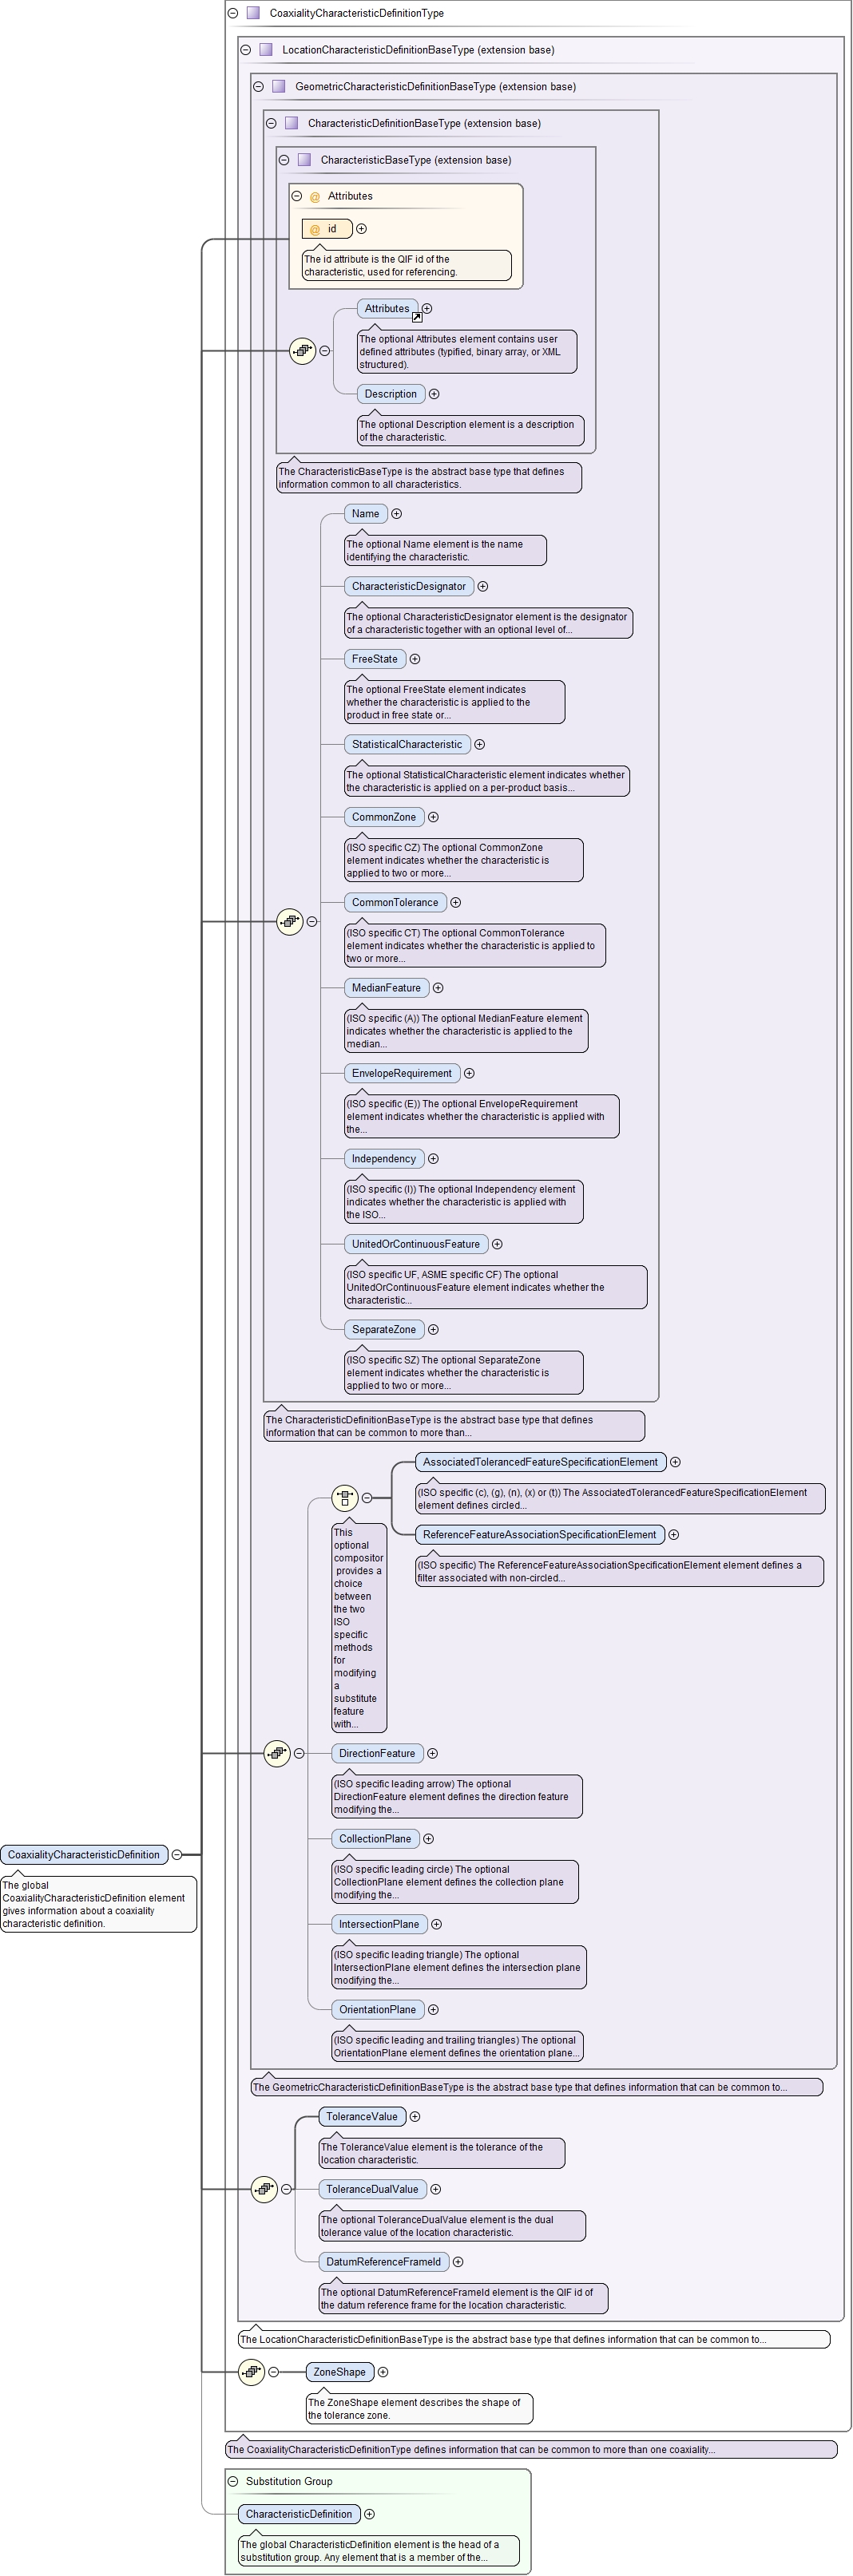 CoaxialityCharacteristicDefinitionType
LocationCharacteristicDefinitionBaseType (extension base)
GeometricCharacteristicDefinitionBaseType (extension base)
CharacteristicDefinitionBaseType (extension base)
CharacteristicBaseType (extension base)
@ Attributes
@ id
The id attribute is the QIF id of the
characteristic, used for referencing.
Attributes
The optional Attributes element contains user
defined attributes (typified, binary array, or XML
structured).
Description
The optional Description element is a description
of the characteristic.
The CharacteristicBaseType is the abstract base type that defines
information common to all characteristics.
Name
The optional Name element is the name
identifying the characteristic.
CharacteristicDesignator
The optional CharacteristicDesignator element is the designator
of a characteristic together with an optional level of...
FreeState
The optional FreeState element indicates
whether the characteristic is applied to the
product in free state or...
StatisticalCharacteristic
The optional StatisticalCharacteristic element indicates whether
the characteristic is applied on a per-product basis...
CommonZone
(ISO specific CZ) The optional CommonZone
element indicates whether the characteristic is
applied to two or more...
CommonTolerance
(ISO specific CT) The optional CommonTolerance
element indicates whether the characteristic is applied to
two or more...
MedianFeature
(ISO specific (A)) The optional MedianFeature element
indicates whether the characteristic is applied to the
median...
EnvelopeRequirement
(ISO specific (E)) The optional EnvelopeRequirement
element indicates whether the characteristic is applied with
the...
Independency
(ISO specific (I)) The optional Independency element
indicates whether the characteristic is applied with
the ISO...
UnitedOrContinuousFeature
(ISO specific UF, ASME specific CF) The optional
UnitedOrContinuousFeature element indicates whether the
characteristic...
SeparateZone
(ISO specific SZ) The optional SeparateZone
element indicates whether the characteristic is
applied to two or more...
The CharacteristicDefinitionBaseType is the abstract base type that defines
information that can be common to more than...
AssociatedTolerancedFeatureSpecificationElement
(ISO specific (c), (g), (n), (x) or (t)) The AssociatedTolerancedFeatureSpecificationElement
element defines circled...
ReferenceFeatureAssociationSpecificationElement
(ISO specific) The ReferenceFeatureAssociationSpecificationElement element defines a
filter associated with non-circled...
This
optional
compositor
provides a
choice
between
the two
ISO
specific
methods
for
modifying
a
substitute
feature
with...
DirectionFeature
(ISO specific leading arrow) The optional
DirectionFeature element defines the direction feature
modifying the...
CollectionPlane
(ISO specific leading circle) The optional
CollectionPlane element defines the collection plane
modifying the...
CoaxialityCharacteristicDefinition
The global
CoaxialityCharacteristicDefinition element
gives information about a coaxiality
characteristic definition.
IntersectionPlane
(ISO specific leading triangle) The optional
IntersectionPlane element defines the intersection plane
modifying the...
OrientationPlane
(ISO specific leading and trailing triangles) The optional
OrientationPlane element defines the orientation plane...
The GeometricCharacteristicDefinitionBaseType is the abstract base type that defines information that can be common to...
ToleranceValue
The ToleranceValue element is the tolerance of the
location characteristic.
ToleranceDualValue
The optional ToleranceDualValue element is the dual
tolerance value of the location characteristic.
DatumReferenceFrameId
The optional DatumReferenceFrameId element is the QIF id of
the datum reference frame for the location characteristic.
The LocationCharacteristicDefinitionBaseType is the abstract base type that defines information that can be common to...
ZoneShape
The ZoneShape element describes the shape of
the tolerance zone.
The CoaxialityCharacteristicDefinitionType defines information that can be common to more than one coaxiality...
Substitution Group
CharacteristicDefinition
The global CharacteristicDefinition element is the head of a
substitution group. Any element that is a member of the...